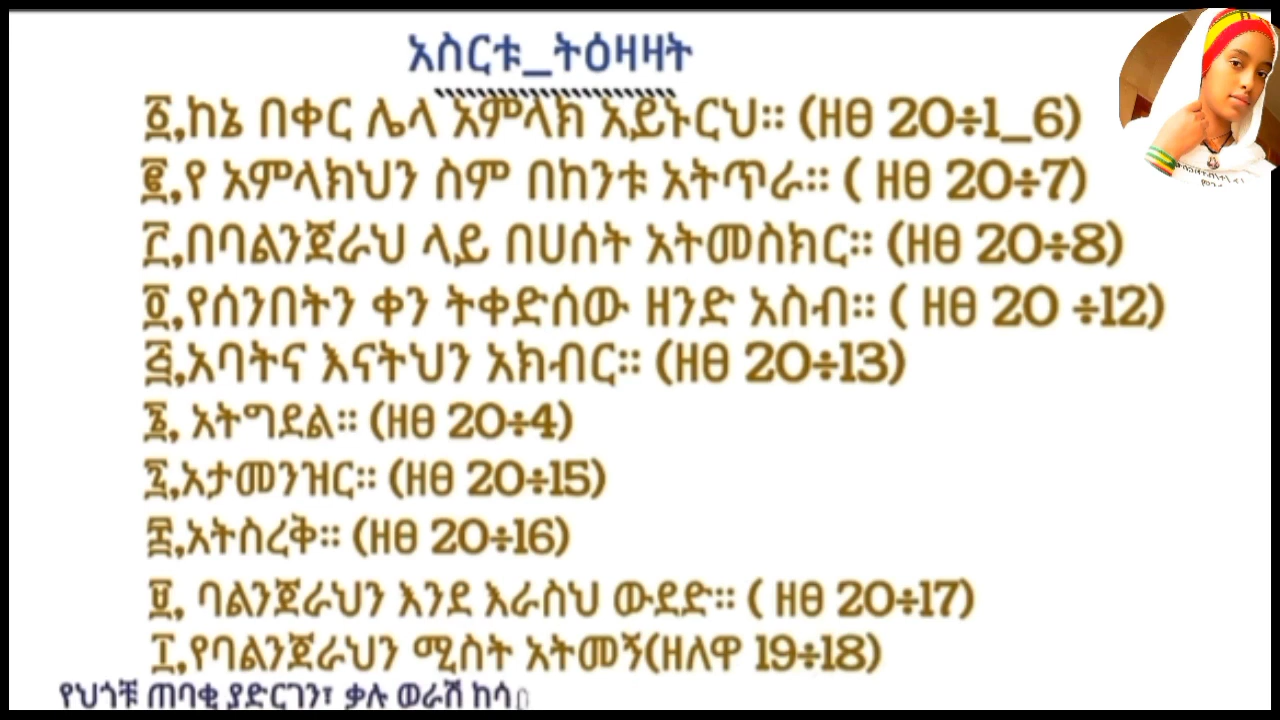 አስርቱ_ትዕዛዛት
፩,ከኔ በቀር ሌላ አምላክ አይኑርህ። (ዘፀ 20÷1_6)
፪,የ አምላክህን ስም በከንቱ አትጥራ። ( ዘፀ 20÷7)
፫,በባልንጀራህ ላይ በሀሰት አትመስክር። (ዘፀ 20÷8)
፬,የሰንበትን ቀን ትቀድሰው ዘንድ አስብ። ( ዘፀ 20 ÷12)
፭,አባትና እናትህን አክብር። (ዘፀ 20÷13)
፮, አትግደል። (ዘፀ 20÷4)
፯,አታመንዝር። (ዘፀ 20÷15)
፰,አትስረቅ። (ዘፀ 20÷16)
፱, ባልንጀራህን እንደ እራስህ ውደድ። ( ዘፀ 20÷17)
፲,የባልንጀራህን ሚስት አትመኝ(ዘለዋ 19÷18)
የህጎቹ ጠባቂ ያድርገን፣ ቃሉ ወራሽ